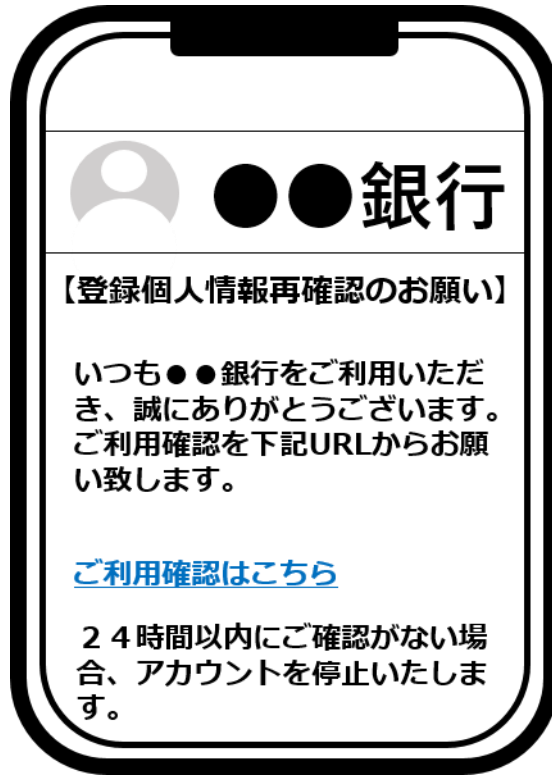 ●●銀行
【登録個人情報再確認のお願い】
いつも●●銀行をご利用いただ
き、誠にありがとうございます。
ご利用確認を下記URLからお願
い致します。
ご利用確認はこちら
２４時間以内にご確認がない場
合、アカウントを停止いたしま
す。